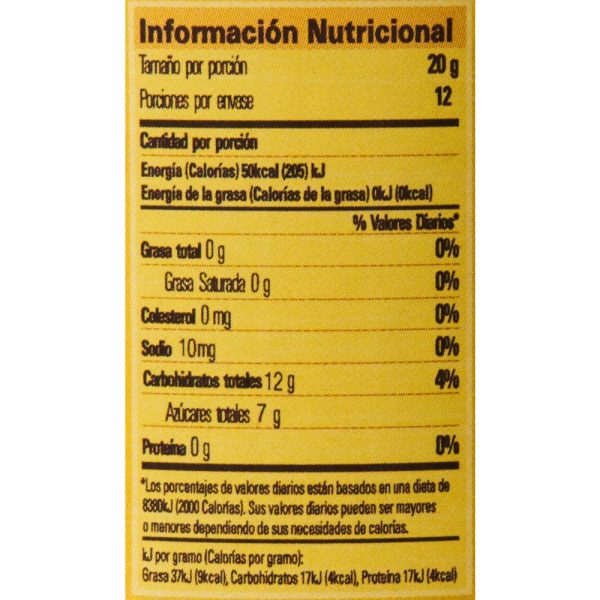 Información Nutricional
Tamaño por porción 20 g
Porciones por envase 12
Cantidad por porción
Energía (Calorías) 50kcal (205) kJ
Energía de la grasa (Calorías de la grasa) 0kJ (0kcal)
% Valores Diarios*
Grasa total 0 g 0%
Grasa Saturada 0 g 0%
Colesterol 0 mg 0%
Sodio 10mg 0%
Carbohidratos totales 12 g 4%
Azúcares totales 7 g
Proteína 0 g 0%
*Los porcentajes de valores diarios están basados en una dieta de
8380kJ (2000 Calorías). Sus valores diarios pueden ser mayores
o menores dependiendo de sus necesidades de calorías.
kJ por gramo (Calorías por gramo):
Grasa 37kJ (9kcal), Carbohidratos 17kJ (4kcal), Proteína 17kJ (4kcal)